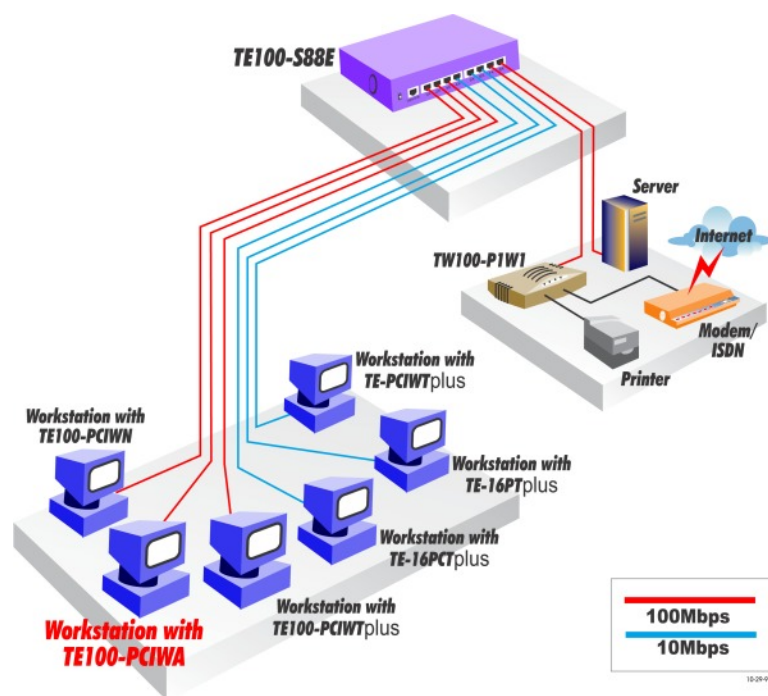 TE100-S88E
Server
Internet
TW100-P1W1
Modem/
ISDN
Printer
Workstation with
TE-PCIWTplus
Workstation with
TE100-PCIWN
Workstation with
TE-16PTplus
Workstation with
TE-16PCTplus
Workstation with
TE100-PCIWTplus
Workstation with
TE100-PCIWA
100Mbps
10Mbps